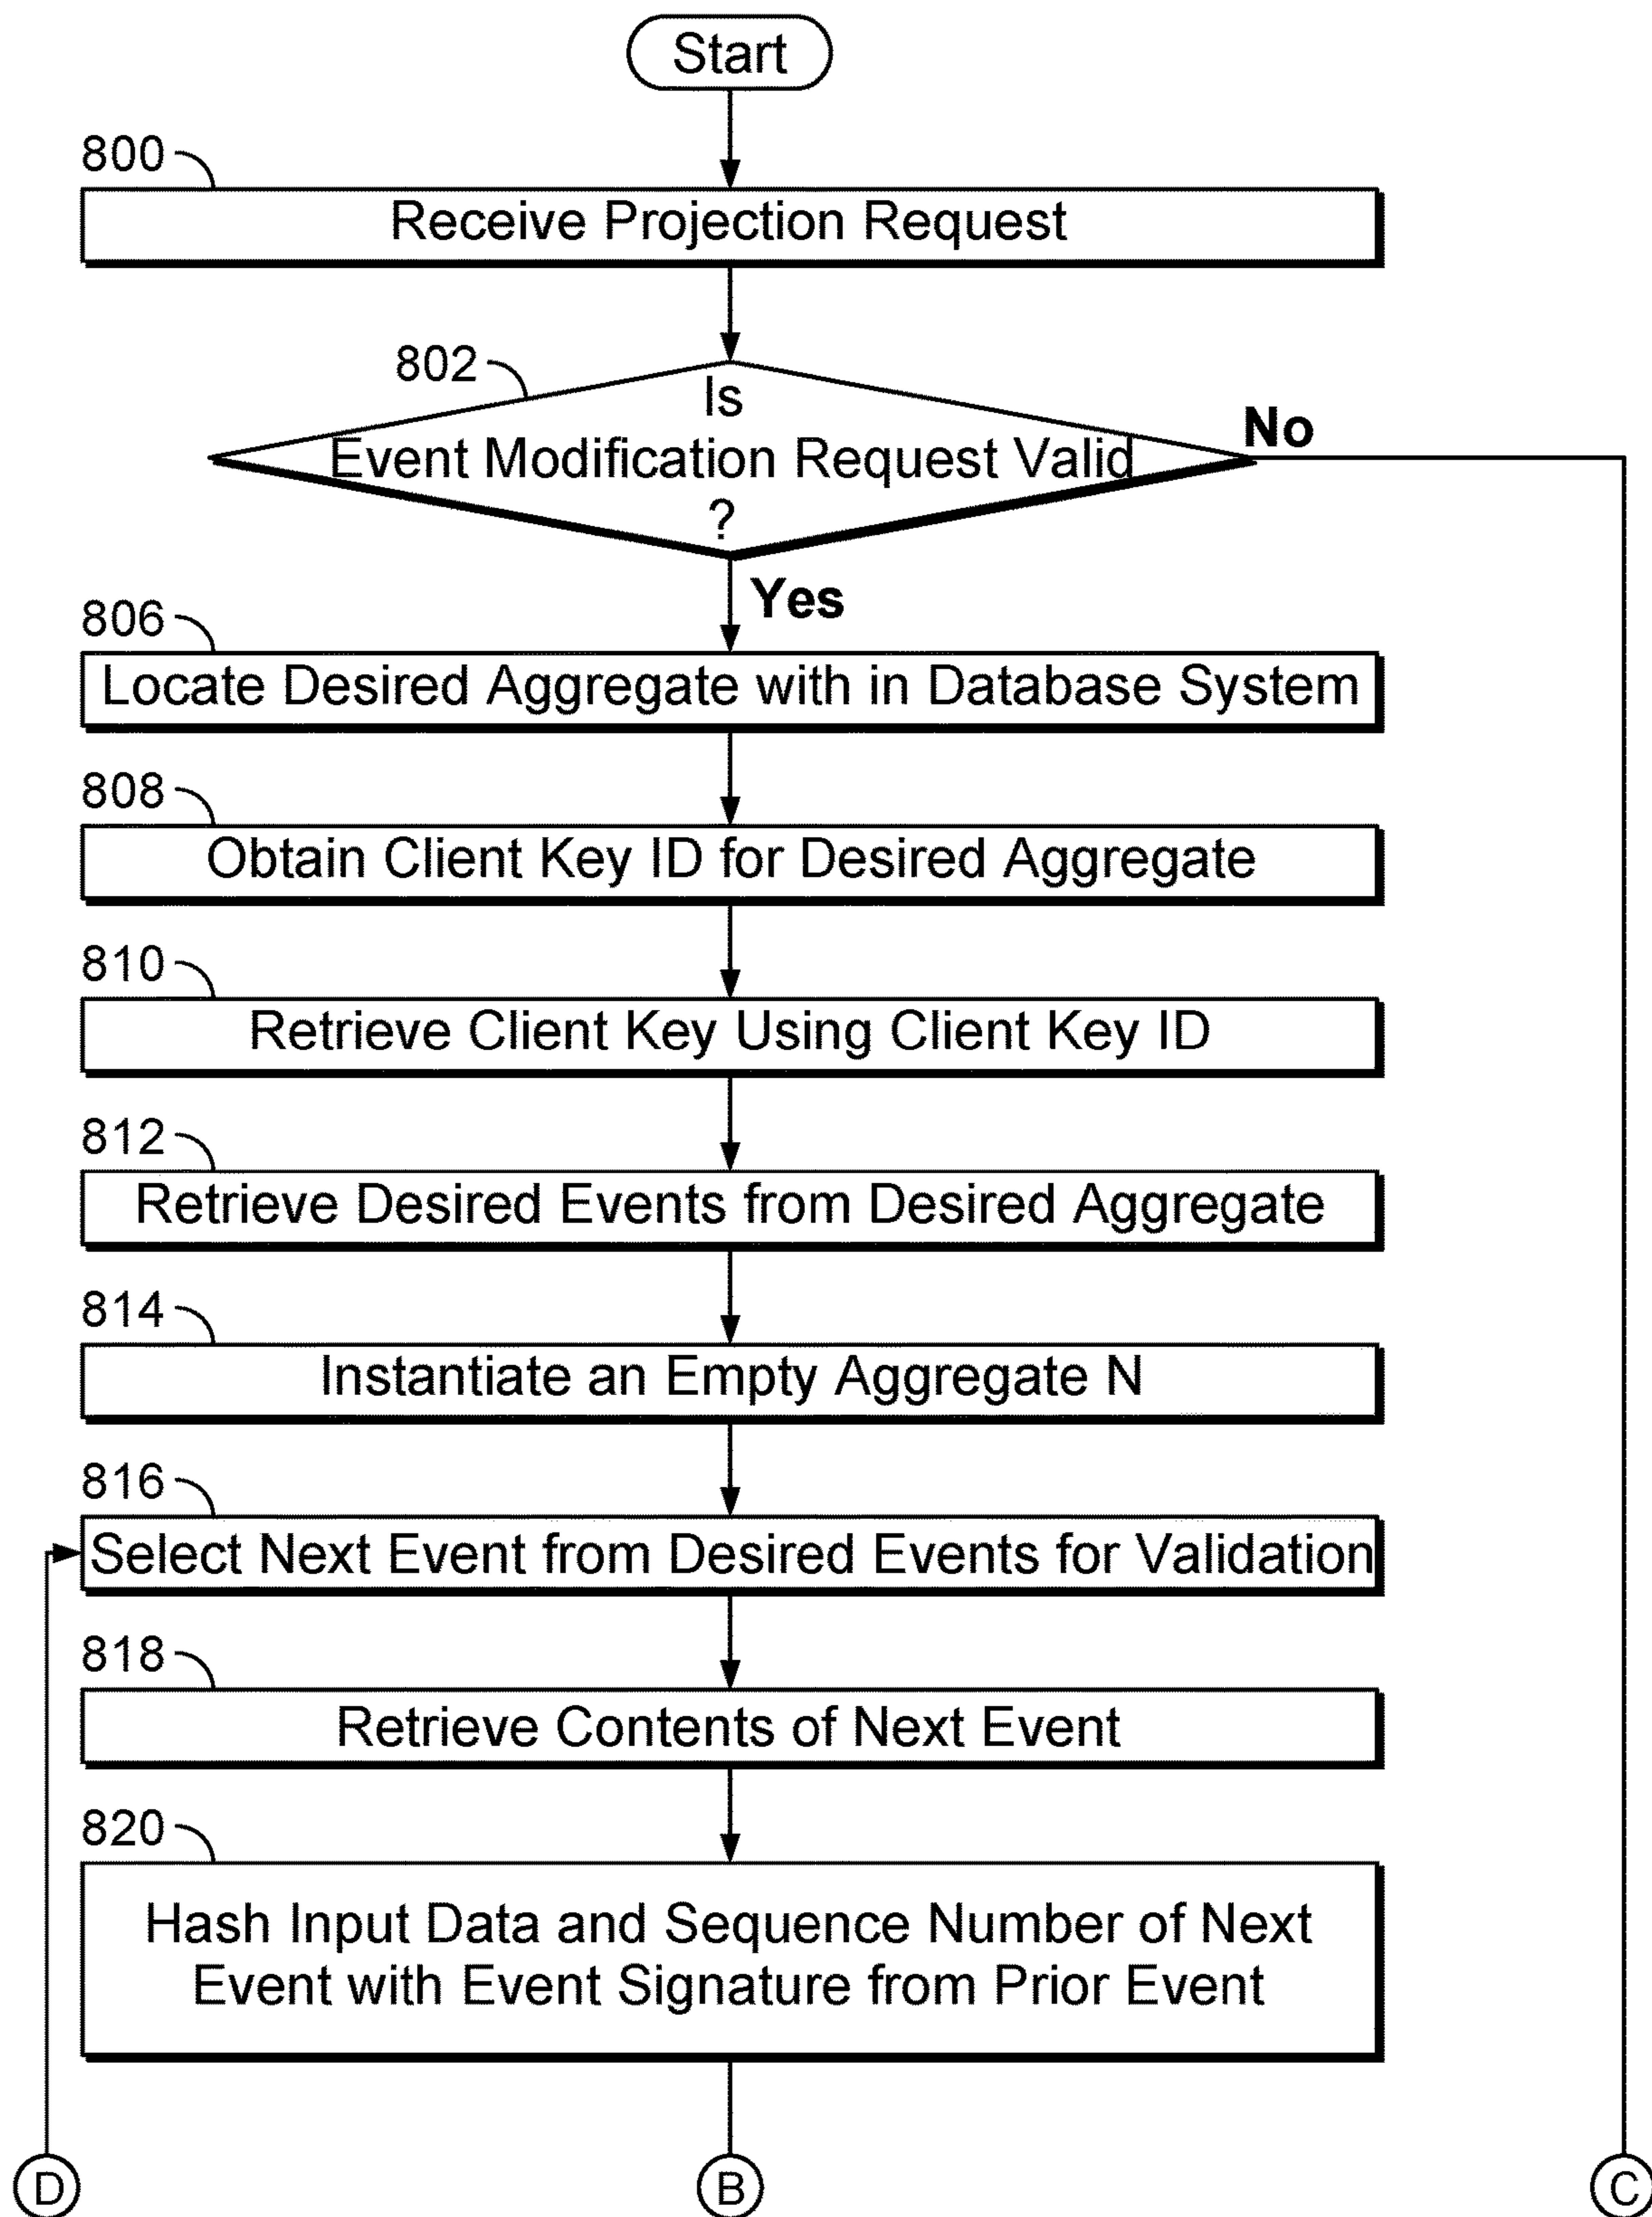 Start
800
Receive Projection Request
802
Is
Event Modification Request Valid
?
No
Yes
806
Locate Desired Aggregate with in Database System
808
Obtain Client Key ID for Desired Aggregate
810
Retrieve Client Key Using Client Key ID
812
Retrieve Desired Events from Desired Aggregate
814
Instantiate an Empty Aggregate N
816
Select Next Event from Desired Events for Validation
818
Retrieve Contents of Next Event
820
Hash Input Data and Sequence Number of Next
Event with Event Signature from Prior Event
D
B
C